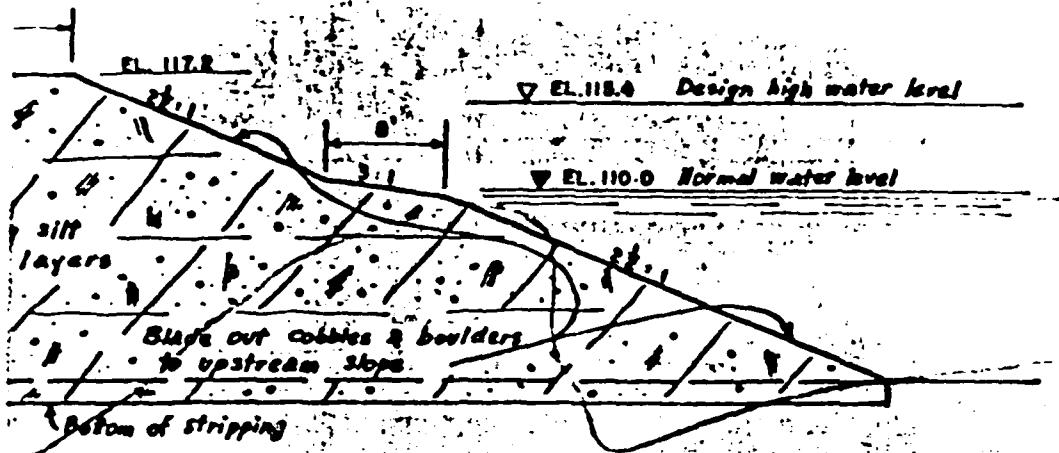 EL. 117.2
2½:1
EL.115.4 Design high water level
8'
3:1
EL.110.0 Normal water level
silt
layers
2½:1
Blade out cobbles & boulders
to upstream slope
Bottom of stripping